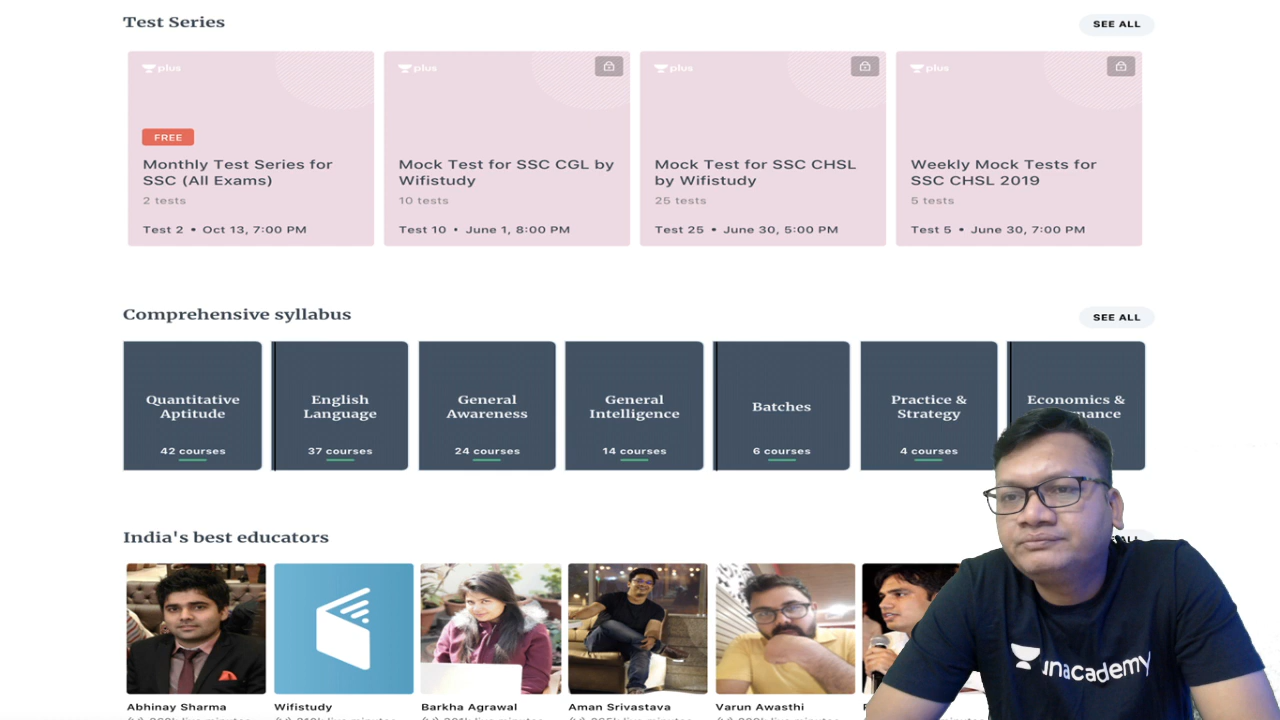 Test Series
SEE ALL
plus
FREE
Monthly Test Series for
SSC (All Exams)
2 tests
Test 2 • Oct 13, 7:00 PM
plus
Mock Test for SSC CGL by
Wifistudy
10 tests
Test 10 • June 1, 8:00 PM
plus
Mock Test for SSC CHSL
by Wifistudy
25 tests
Test 25 • June 30, 5:00 PM
plus
Weekly Mock Tests for
SSC CHSL 2019
5 tests
Test 5 • June 30, 7:00 PM
Comprehensive syllabus
SEE ALL
Quantitative
Aptitude
42 courses
English
Language
37 courses
General
Awareness
24 courses
General
Intelligence
14 courses
Batches
6 courses
Practice &
Strategy
4 courses
Economics &
India's best educators
ALL
Abhinay Sharma
Wifistudy
Barkha Agrawal
Aman Srivastava
Varun Awasthi
unacademy